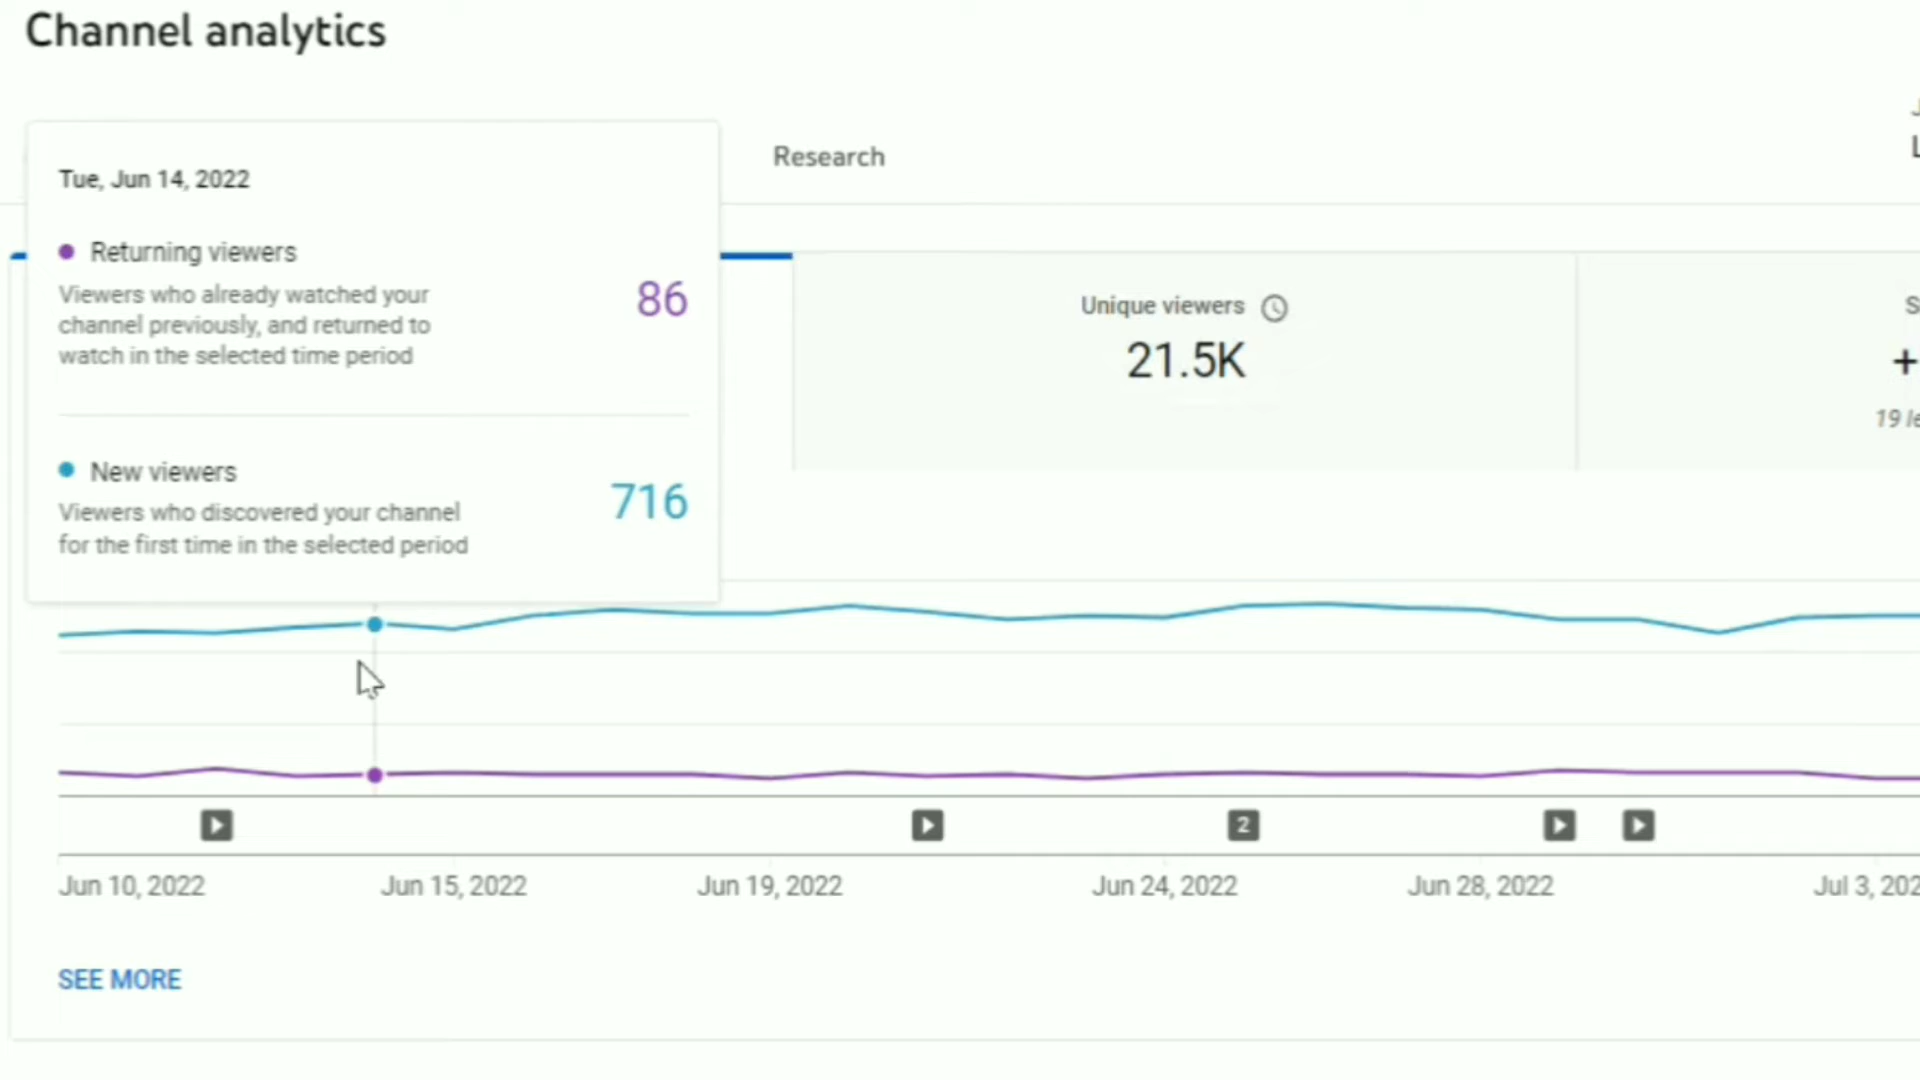 Channel analytics
Research
Tue, Jun 14, 2022
Returning viewers
Viewers who already watched your
channel previously, and returned to
watch in the selected time period
86
New viewers
Viewers who discovered your channel
for the first time in the selected period
716
Unique viewers
21.5K
+
19
2
Jun 10, 2022
Jun 15, 2022
Jun 19, 2022
Jun 24, 2022
Jun 28, 2022
Jul 3, 202
SEE MORE